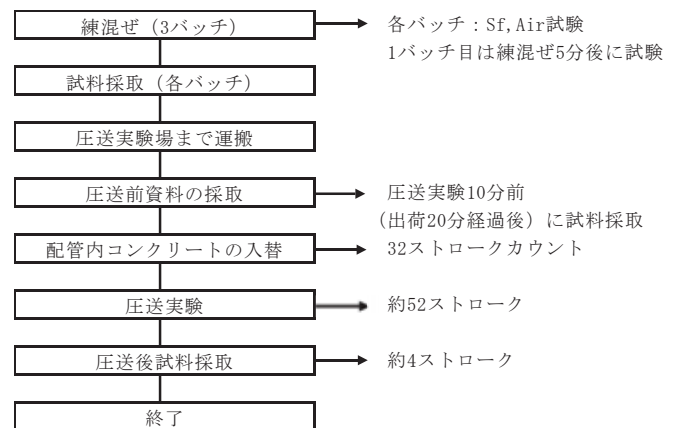 練混ぜ（3バッチ）
各バッチ：Sf,Air試験
1バッチ目は練混ぜ5分後に試験
試料採取（各バッチ）
圧送実験場まで運搬
圧送前資料の採取
圧送実験10分前
（出荷20分経過後）に試料採取
配管内コンクリートの入替
32ストロークカウント
圧送実験
約52ストローク
圧送後試料採取
約4ストローク
終了